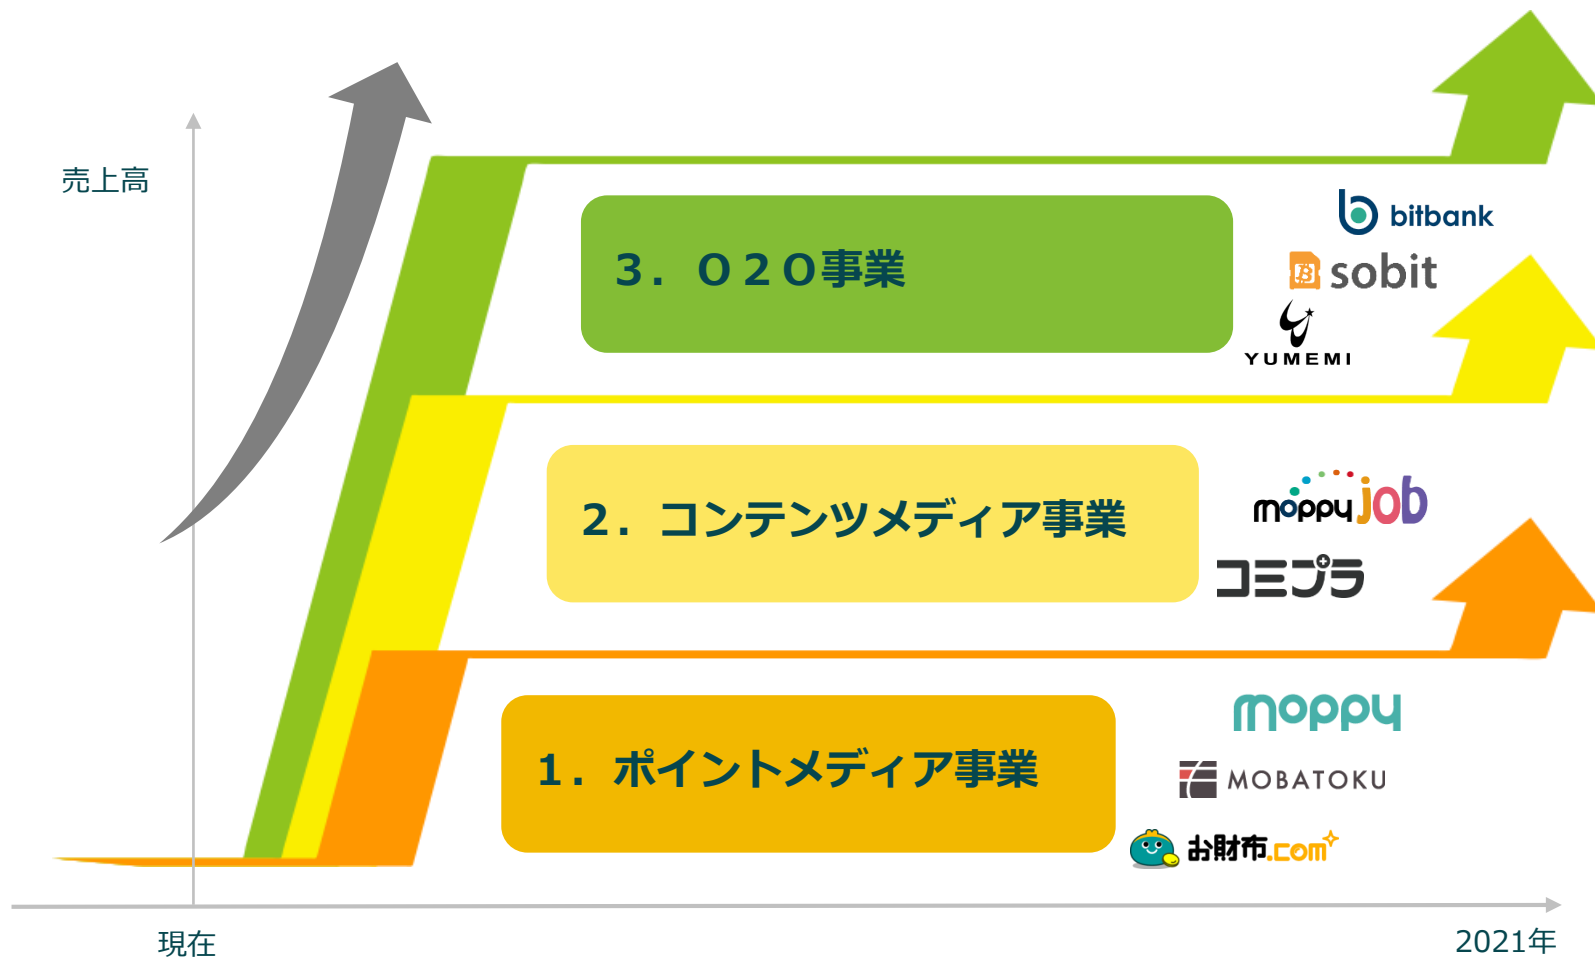 売上高
3．O２O事業
bitbank
sobit
YUMEMI
2．コンテンツメディア事業
moppyjob
コミプラ
1．ポイントメディア事業
moppy
MOBATOKU
お財布.com
現在
2021年